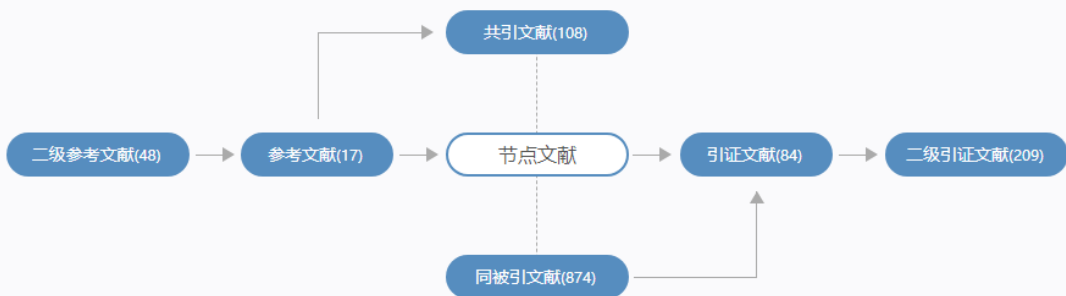 共引文献(108)
二级参考文献(48)
参考文献(17)
节点文献
引证文献(84)
二级引证文献(209)
同被引文献(874)